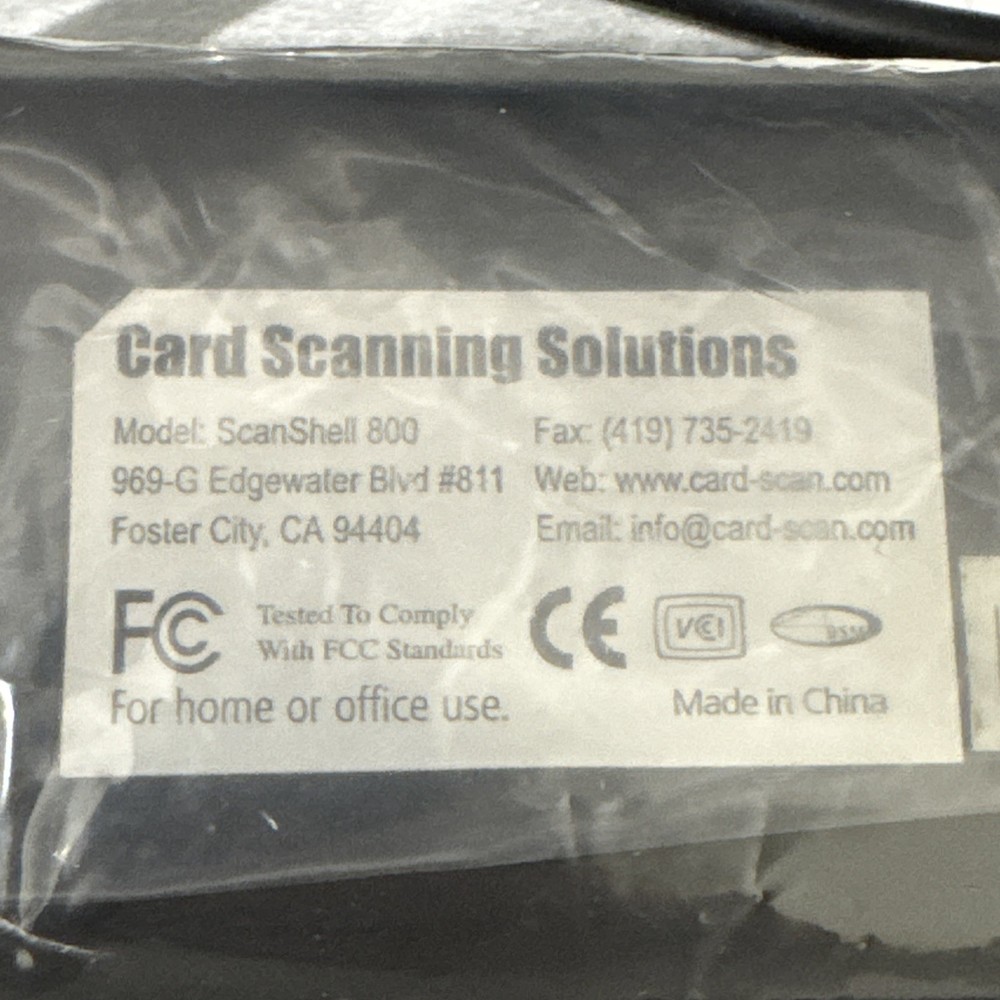 Card Scanning Solutions
Model: ScanShell 800
969-G Edgewater Blvd #811
Foster City, CA 94404
Fax: (419) 735-2419
Web: www.card-scan.com
Email: info@card-scan.com
FC
Tested To Comply
With FCC Standards
CE
VCI
For home or office use.
Made in China